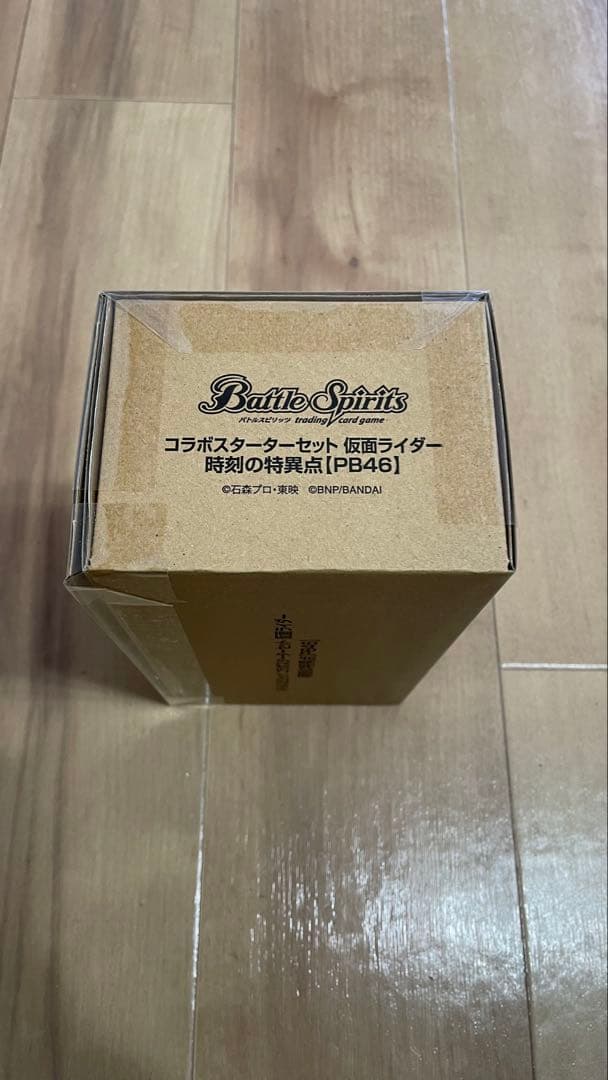 Battle Spirits
バトルスピリッツ trading card game
コラボスターターセット 仮面ライダー
時刻の特異点【PB46】
©石森プロ・東映 ©BNP/BANDAI